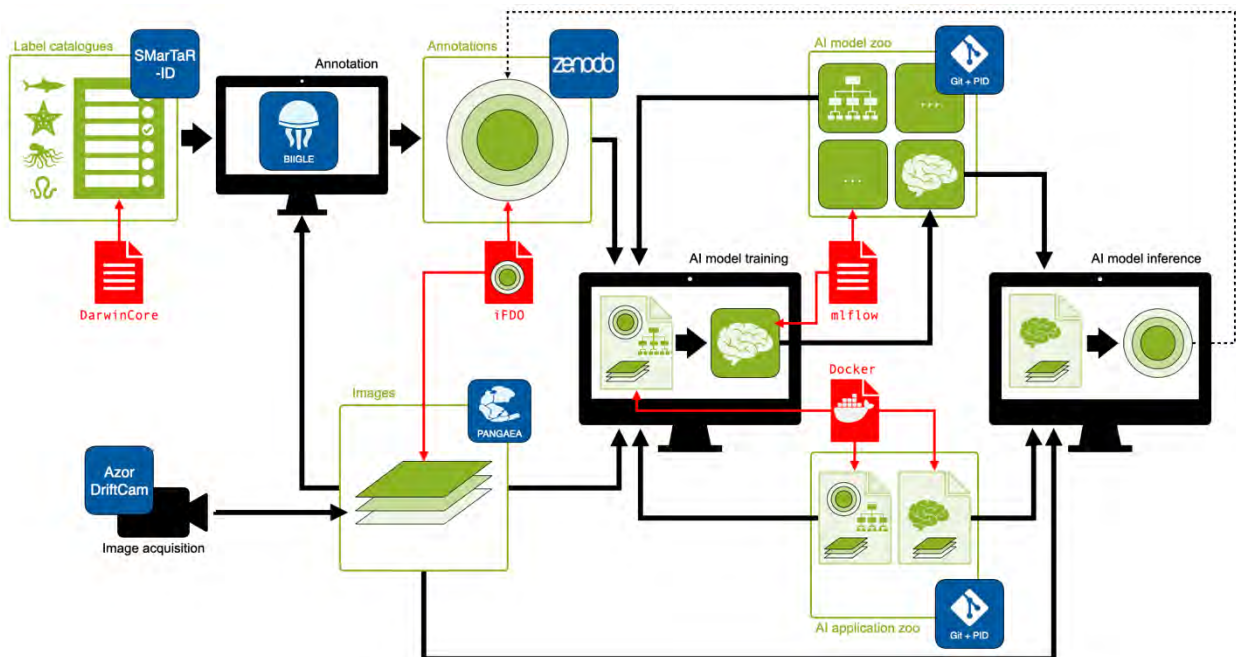 Label catalogues
SMarTaR
-ID
Annotation
BIIGLE
Annotations
zenodo
AI model zoo
Git + PID
...
...
DarwinCore
iFDO
AI model training
mlflow
AI model inference
Docker
Images
PANGAEA
Azor
DriftCam
Image acquisition
AI application zoo
Git + PID